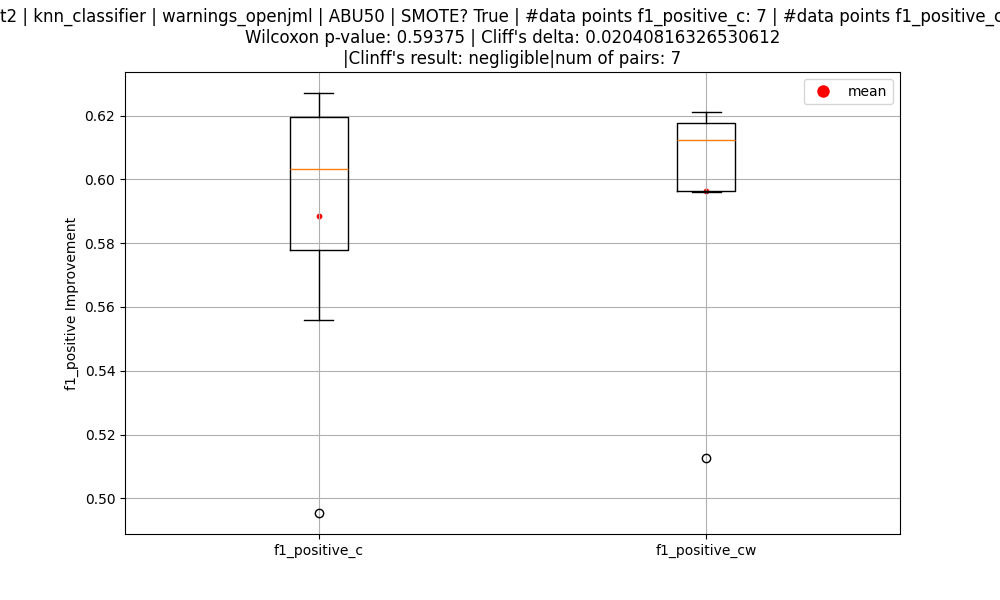 t2 | knn_classifier | warnings_openjml | ABU50 | SMOTE? True | #data points f1_positive_c: 7 | #data points f1_positive_c
Wilcoxon p-value: 0.59375 | Cliff's delta: 0.02040816326530612
|Clinff's result: negligible|num of pairs: 7
mean
0.62
0.60
0.58
0.56
0.54
0.52
0.50
f1_positive Improvement
f1_positive_c
f1_positive_cw